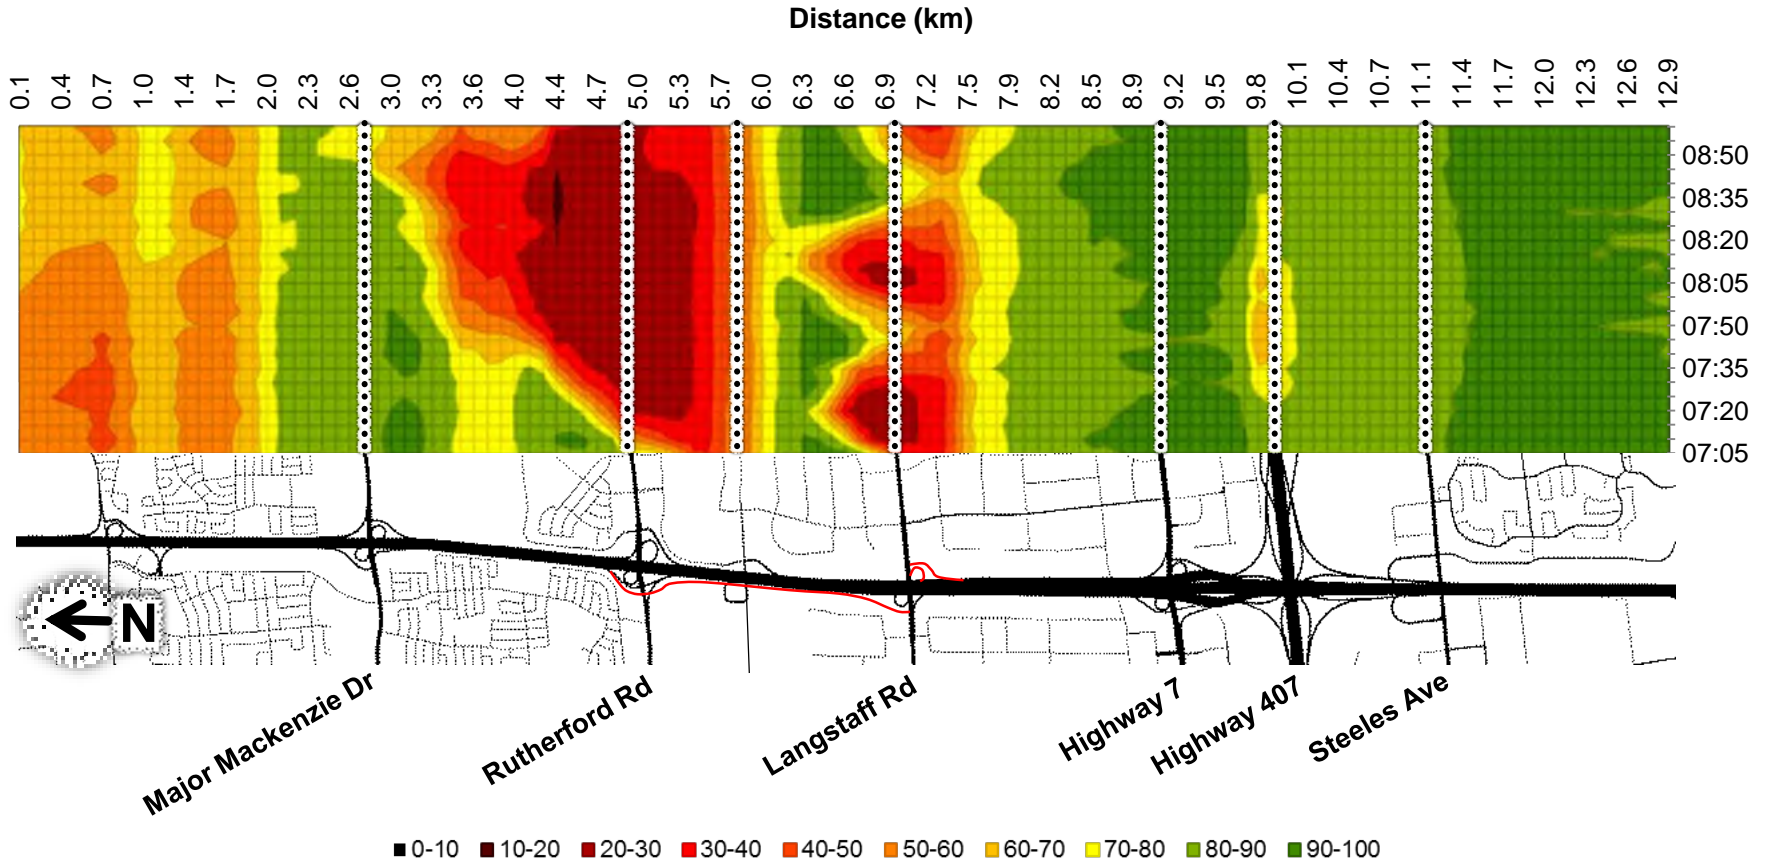 Distance (km)
0.1 0.4 0.7 1.0 1.4 1.7 2.0 2.3 2.6 3.0 3.3 3.6 4.0 4.4 4.7 5.0 5.3 5.7 6.0 6.3 6.6 6.9 7.2 7.5 7.9 8.2 8.5 8.9 9.2 9.5 9.8 10.1 10.4 10.7 11.1 11.4 11.7 12.0 12.3 12.6 12.9
08:50
08:35
08:20
08:05
07:50
07:35
07:20
07:05
N
Major Mackenzie Dr
Rutherford Rd
Langstaff Rd
Highway 7
Highway 407
Steeles Ave
0-10 10-20 20-30 30-40 40-50 50-60 60-70 70-80 80-90 90-100